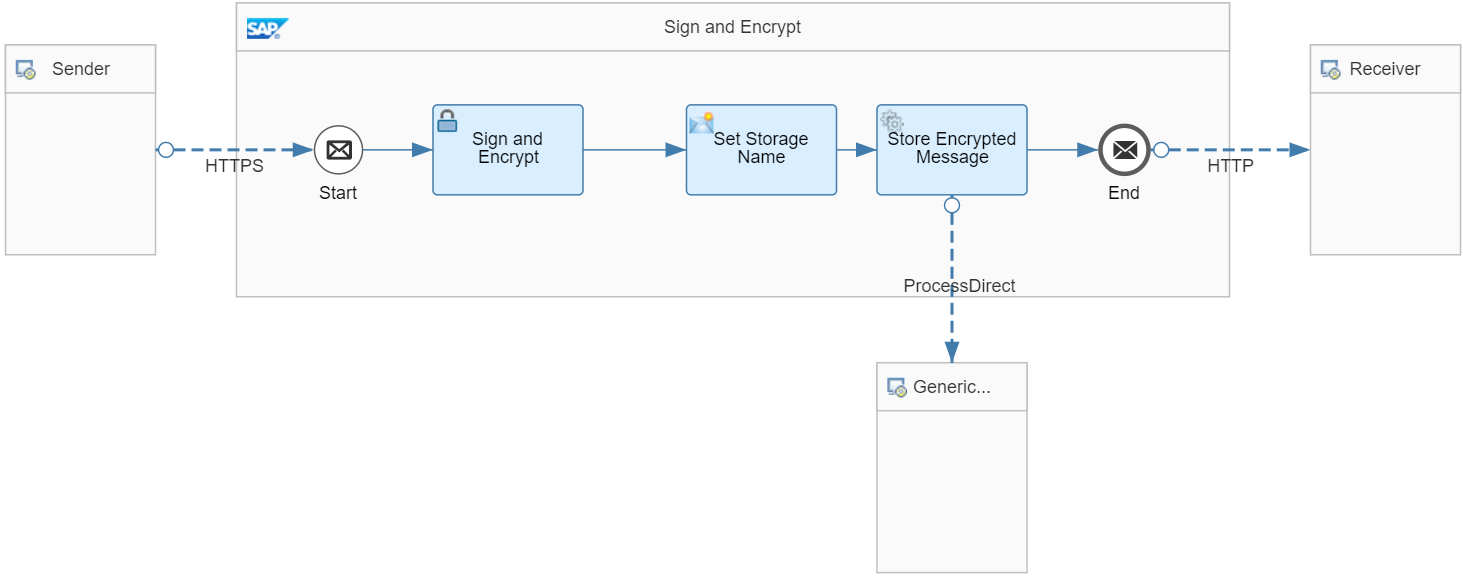 SAP
Sign and Encrypt
Sender
Receiver
Sign and
Encrypt
Set Storage
Name
Store Encrypted
Message
HTTPS
HTTP
Start
End
ProcessDirect
Generic...